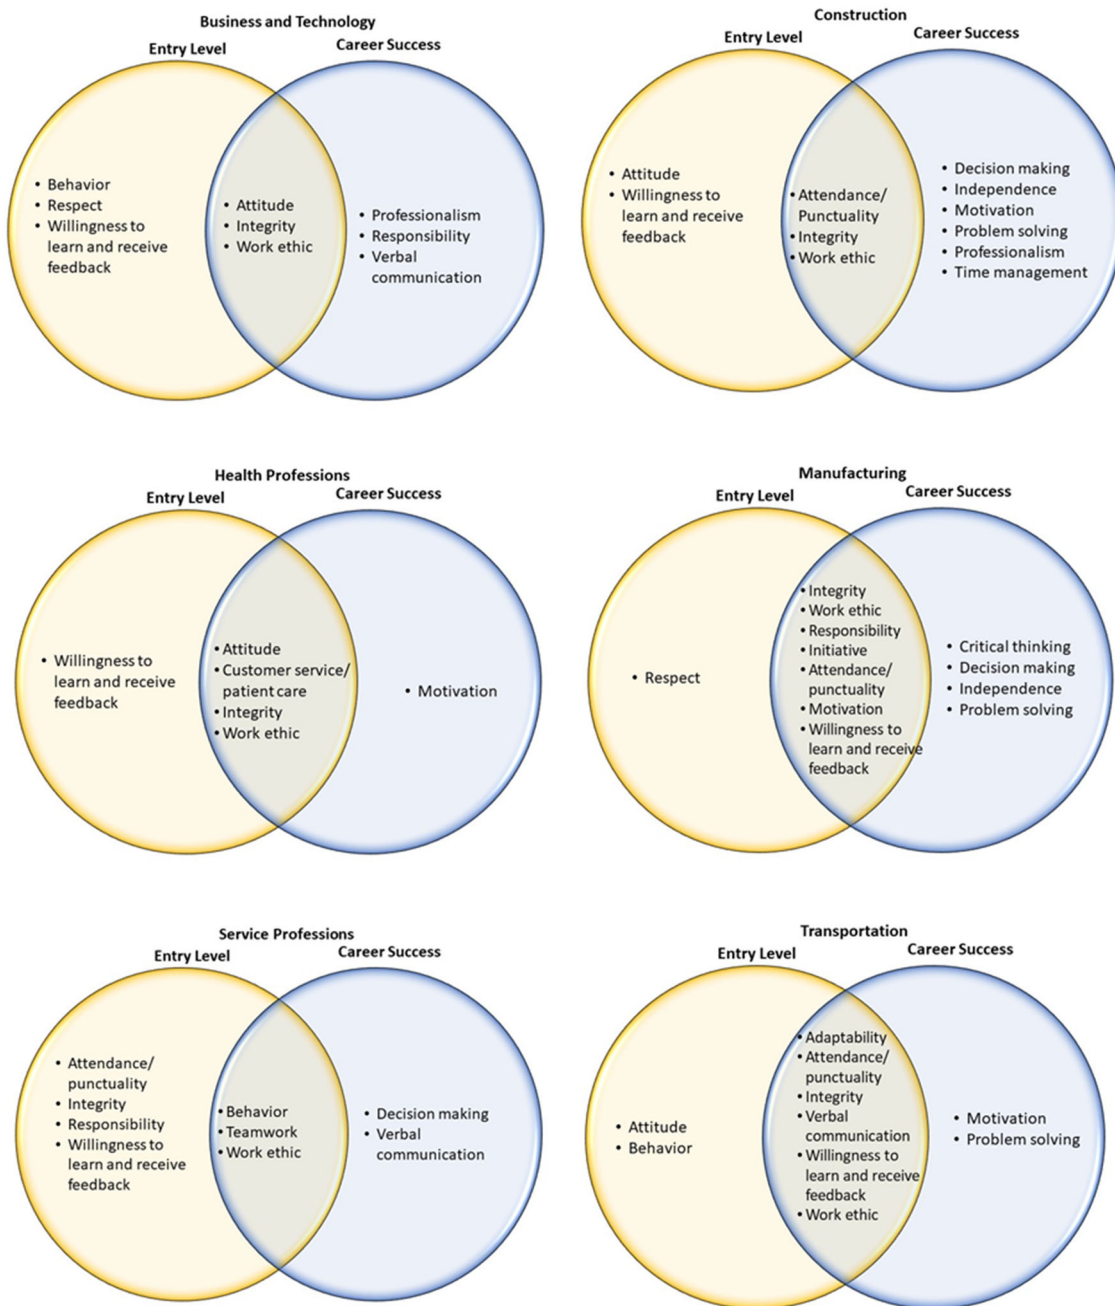 Business and Technology
Entry Level
Career Success
• Behavior
• Respect
• Willingness to
learn and receive
feedback
• Attitude
• Integrity
• Work ethic
• Professionalism
• Responsibility
• Verbal
communication
Construction
Entry Level
Career Success
• Attitude
• Willingness to
learn and receive
feedback
• Attendance/
Punctuality
• Integrity
• Work ethic
• Decision making
• Independence
• Motivation
• Problem solving
• Professionalism
• Time management
Health Professions
Entry Level
Career Success
• Willingness to
learn and receive
feedback
• Attitude
• Customer service/
patient care
• Integrity
• Work ethic
• Motivation
Manufacturing
Entry Level
Career Success
• Respect
• Integrity
• Work ethic
• Responsibility
• Initiative
• Attendance/
punctuality
• Motivation
• Willingness to
learn and receive
feedback
• Critical thinking
• Decision making
• Independence
• Problem solving
Service Professions
Entry Level
Career Success
• Attendance/
punctuality
• Integrity
• Responsibility
• Willingness to
learn and receive
feedback
• Behavior
• Teamwork
• Work ethic
• Decision making
• Verbal
communication
Transportation
Entry Level
Career Success
• Attitude
• Behavior
• Adaptability
• Attendance/
punctuality
• Integrity
• Verbal
communication
• Willingness to
learn and receive
feedback
• Work ethic
• Motivation
• Problem solving